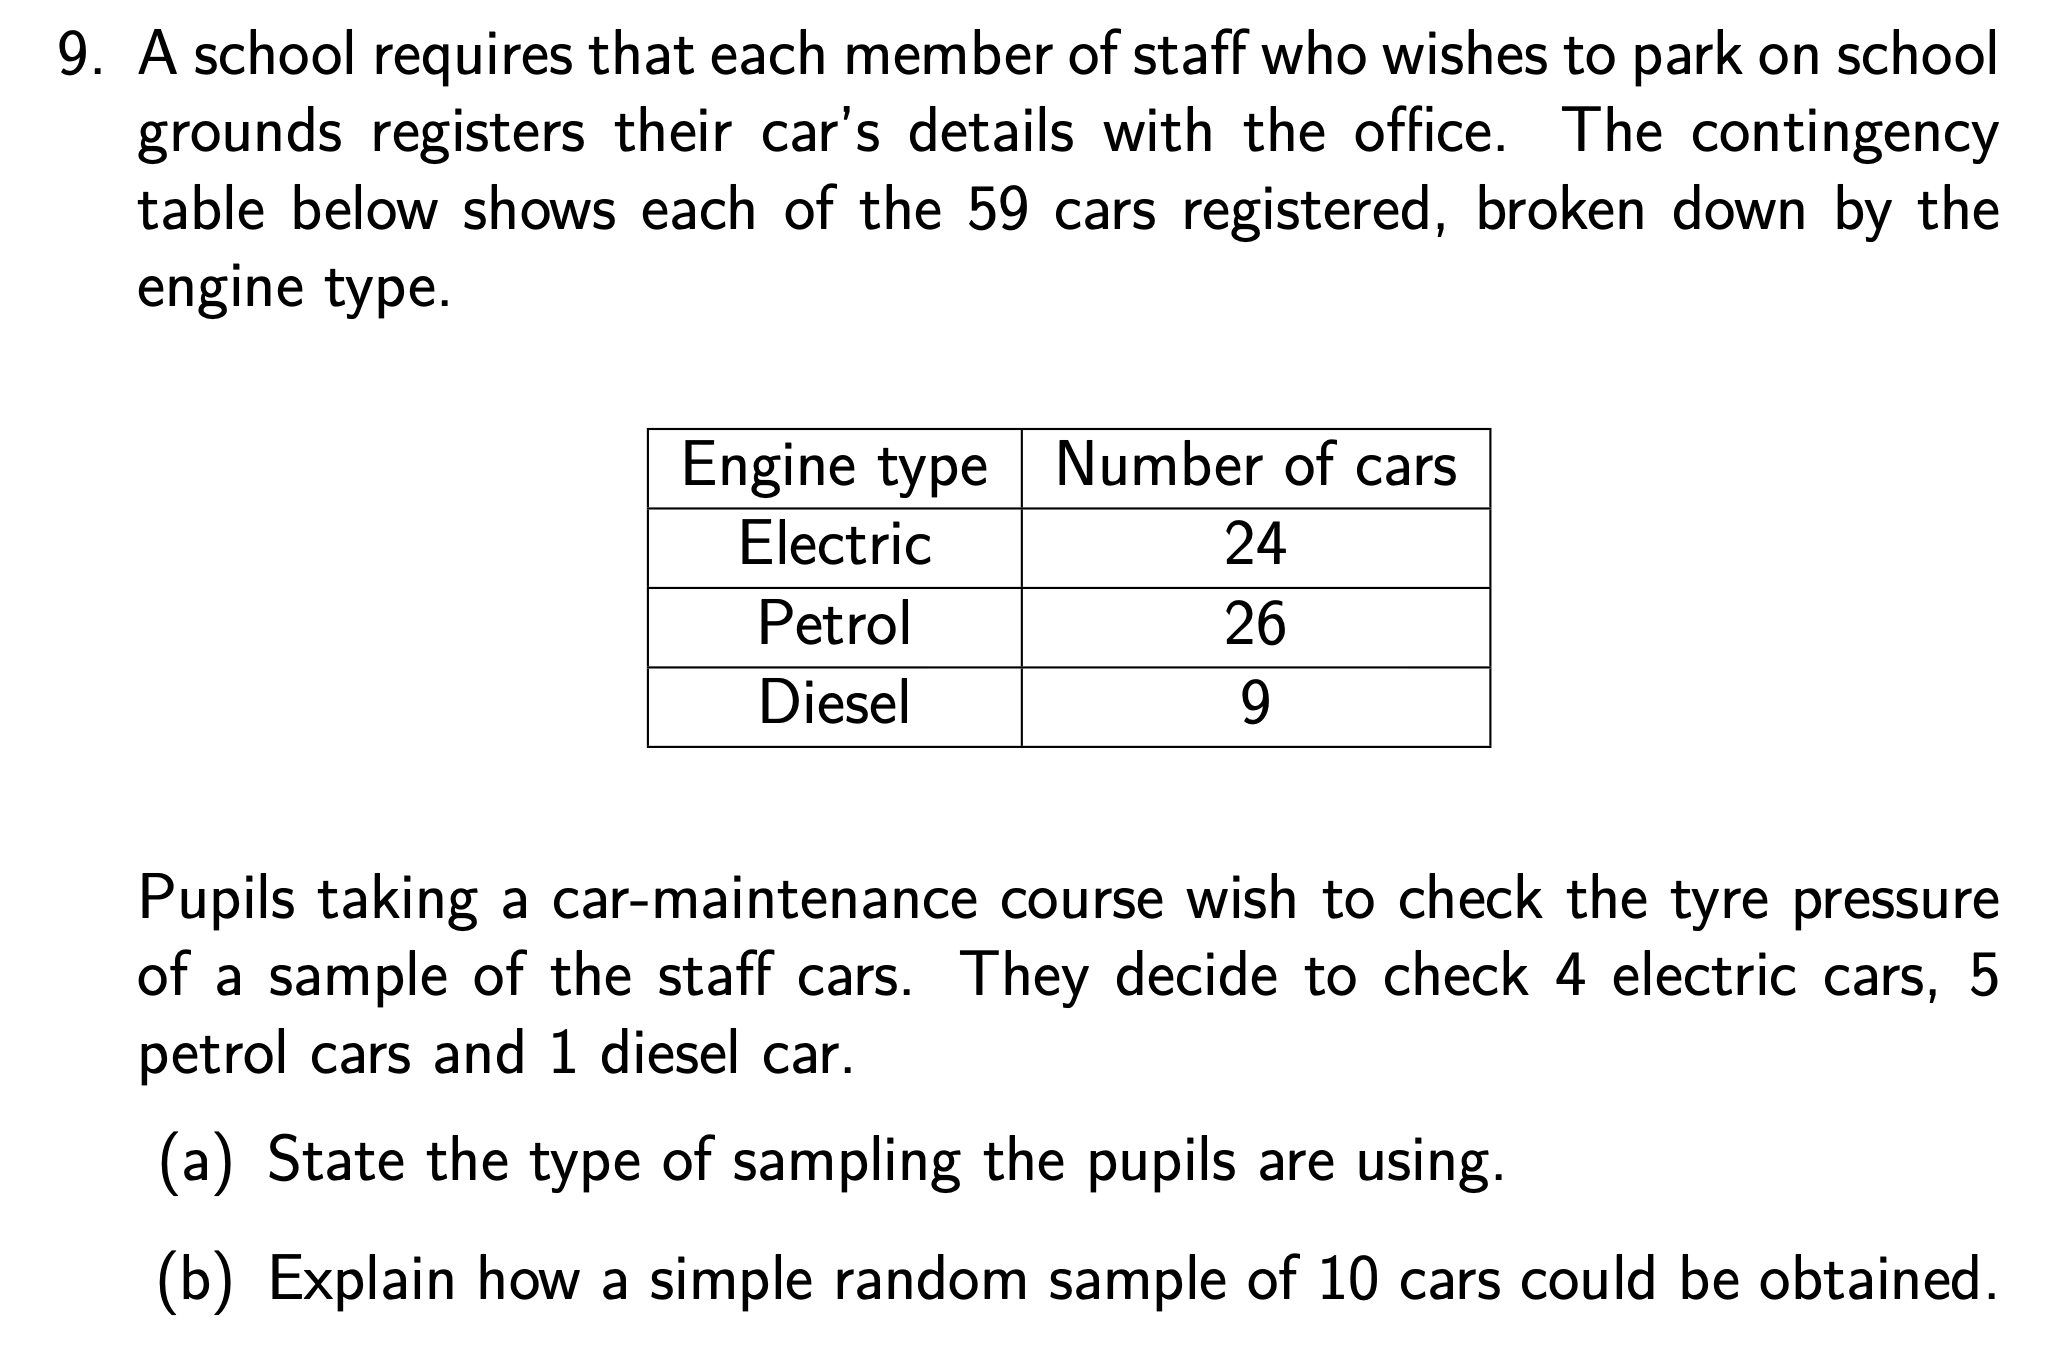 9. A school requires that each member of staff who wishes to park on school
grounds registers their car's details with the office. The contingency
table below shows each of the 59 cars registered, broken down by the
engine type.
Engine type Number of cars
Electric 24
Petrol 26
Diesel 9
Pupils taking a car-maintenance course wish to check the tyre pressure
of a sample of the staff cars. They decide to check 4 electric cars, 5
petrol cars and 1 diesel car.
(a) State the type of sampling the pupils are using.
(b) Explain how a simple random sample of 10 cars could be obtained.